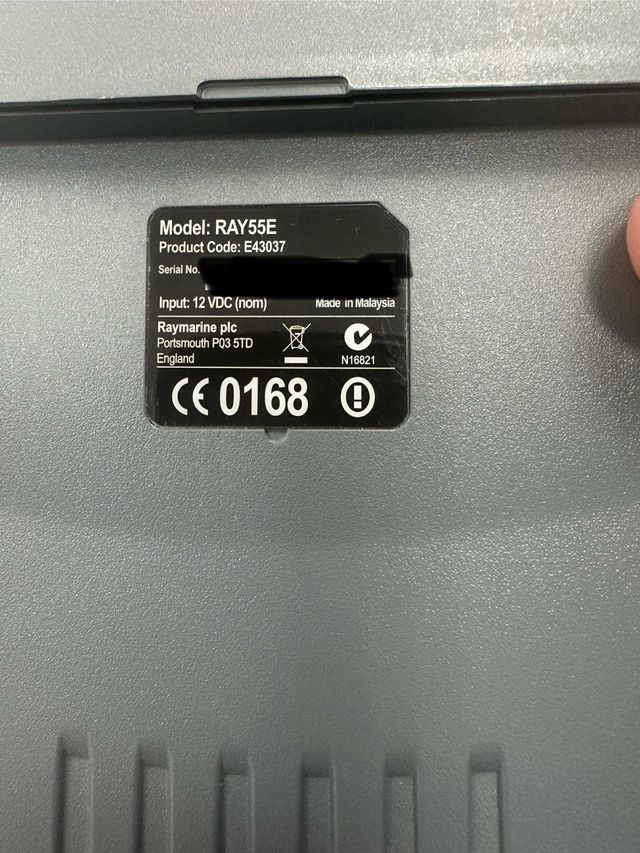 Model: RAY55E
Product Code: E43037
Serial No.
Input: 12 VDC (nom) Made in Malaysia
Raymarine plc
Portsmouth P03 5TD
England
N16821
CE 0168